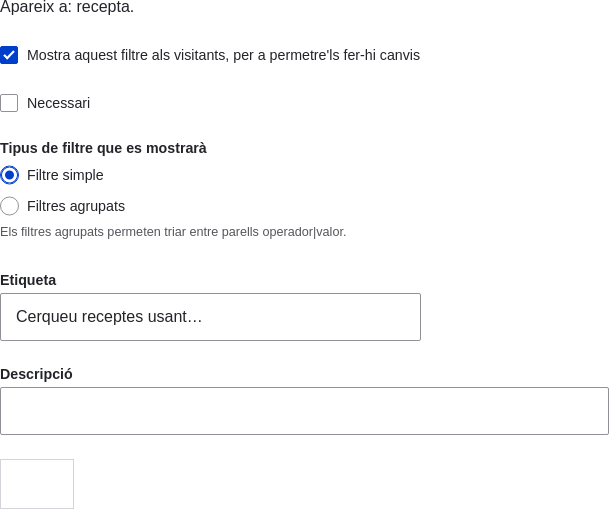 Apareix a: recepta.
Mostra aquest filtre als visitants, per a permetre'ls fer-hi canvis
Necessari
Tipus de filtre que es mostrarà
Filtre simple
Filtres agrupats
Els filtres agrupats permeten triar entre parells operador|valor.
Etiqueta
Cerqueu receptes usant…
Descripció